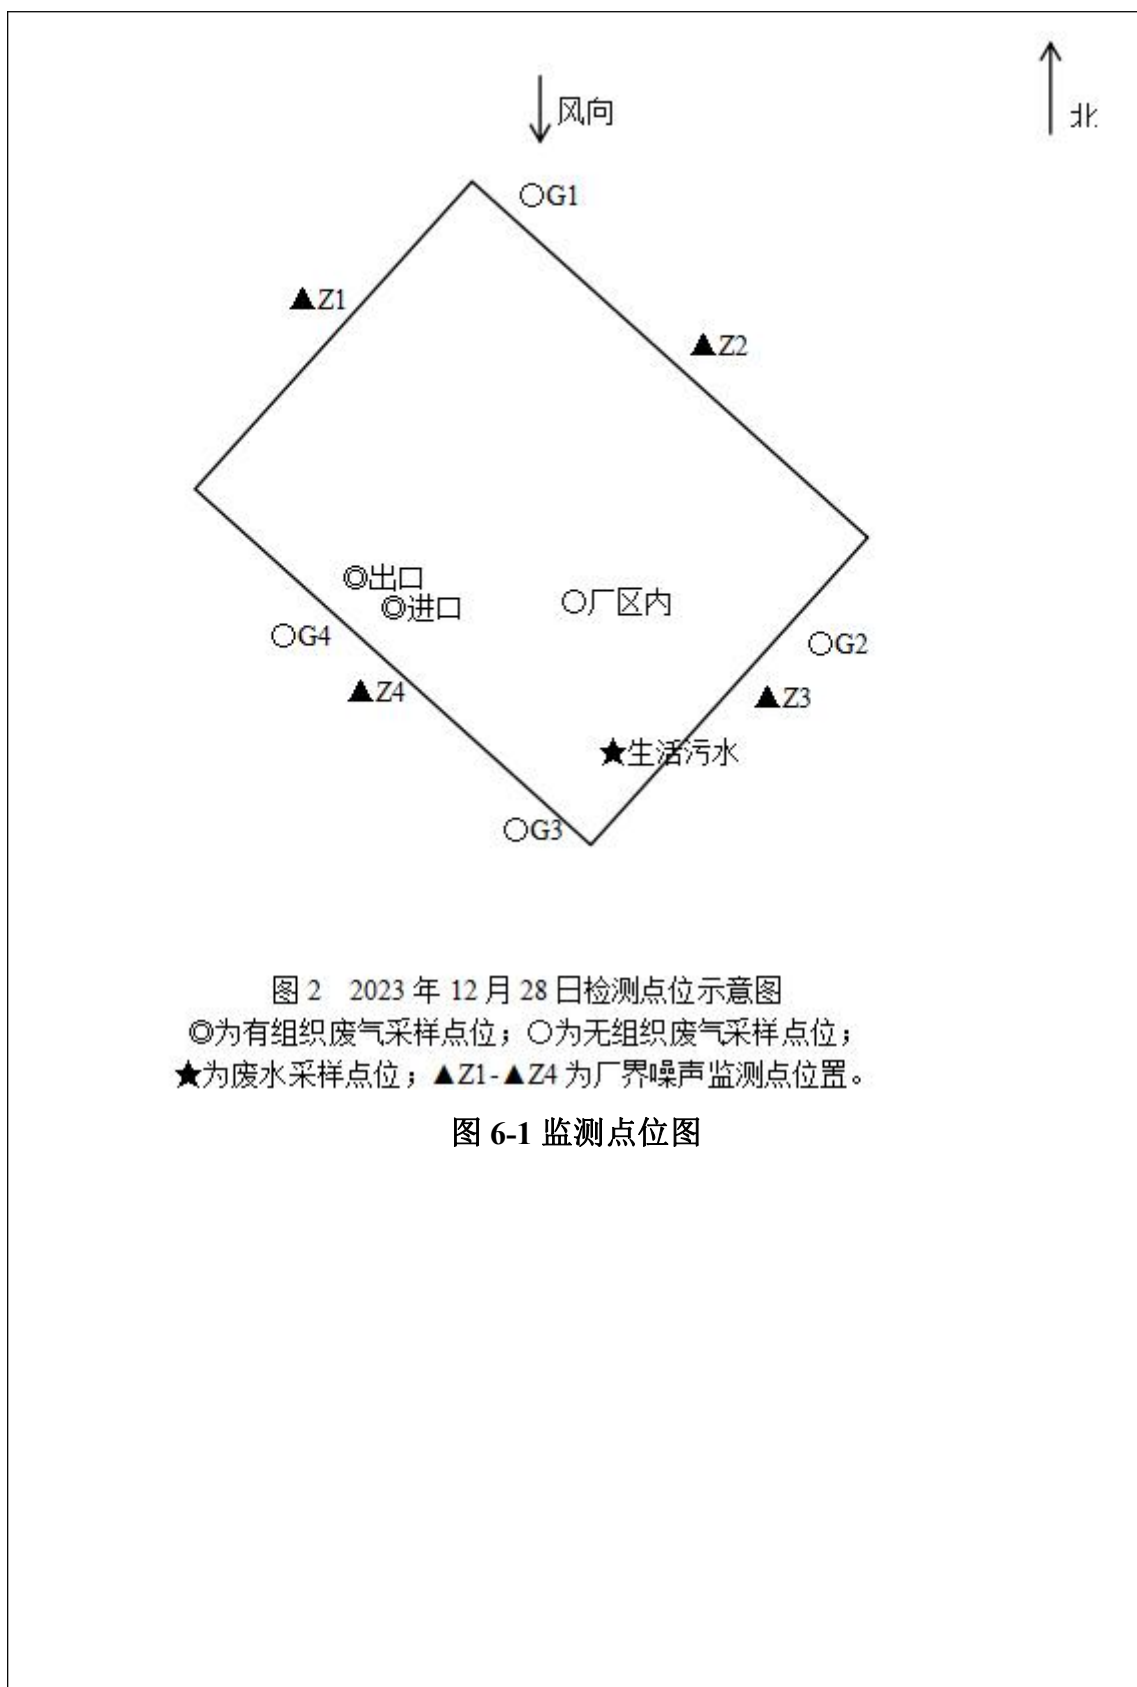 风向
北
○G1
▲Z1
▲Z2
◎出口
◎进口
○厂区内
○G4
○G2
▲Z4
▲Z3
★生活污水
○G3
图 2 2023 年 12 月 28 日检测点位示意图
◎为有组织废气采样点位；○为无组织废气采样点位；
★为废水采样点位；▲Z1-▲Z4 为厂界噪声监测点位置。
图 6-1 监测点位图